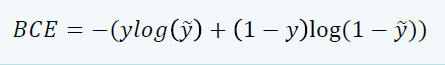 BCE = −(ylog(ỹ) + (1 − y)log(1 − ỹ))